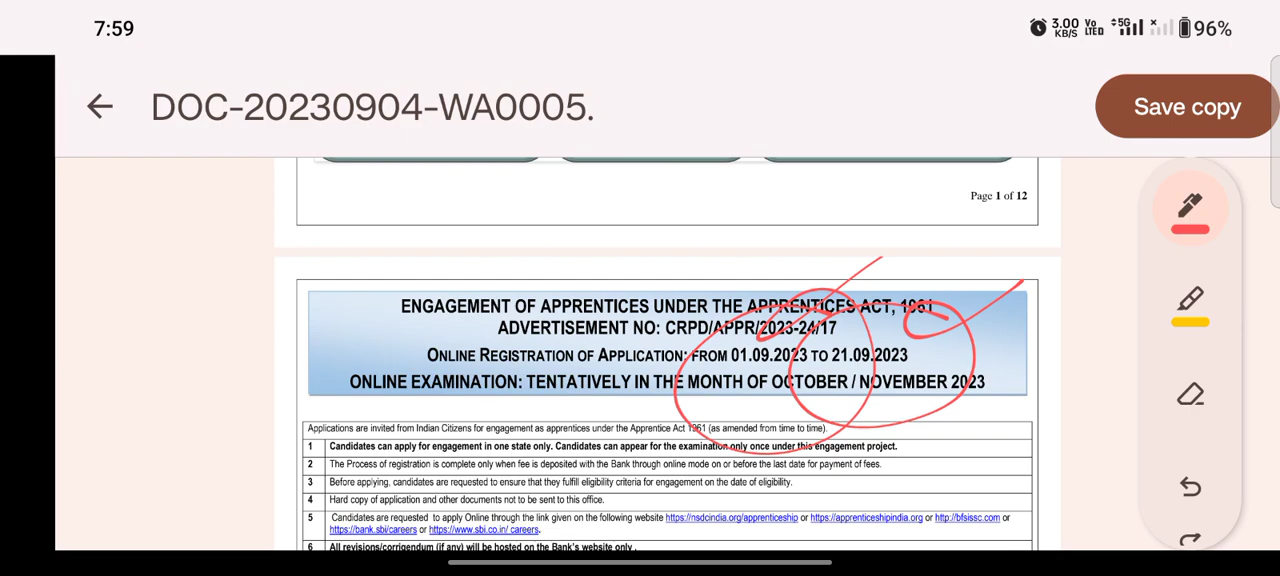 7:59
3.00 KB/S Vo LTED 5G 96%
DOC-20230904-WA0005.
Save copy
Page 1 of 12
ENGAGEMENT OF APPRENTICES UNDER THE APPRENTICES ACT, 1961
ADVERTISEMENT NO: CRPD/APPR/2023-24/17
ONLINE REGISTRATION OF APPLICATION: FROM 01.09.2023 TO 21.09.2023
ONLINE EXAMINATION: TENTATIVELY IN THE MONTH OF OCTOBER / NOVEMBER 2023
Applications are invited from Indian Citizens for engagement as apprentices under the Apprentice Act 1961 (as amended from time to time).
1 Candidates can apply for engagement in one state only. Candidates can appear for the examination only once under this engagement project.
2 The Process of registration is complete only when fee is deposited with the Bank through online mode on or before the last date for payment of fees.
3 Before applying, candidates are requested to ensure that they fulfill eligibility criteria for engagement on the date of eligibility.
4 Hard copy of application and other documents not to be sent to this office.
5 Candidates are requested to apply Online through the link given on the following website https://nsdcindia.org/apprenticeship or https://apprenticeshipindia.org or http://bfsissc.com or
https://bank.sbi/careers or https://www.sbi.co.in/ careers.
6 All revisions/corrigendum (if any) will be hosted on the Bank's website only .